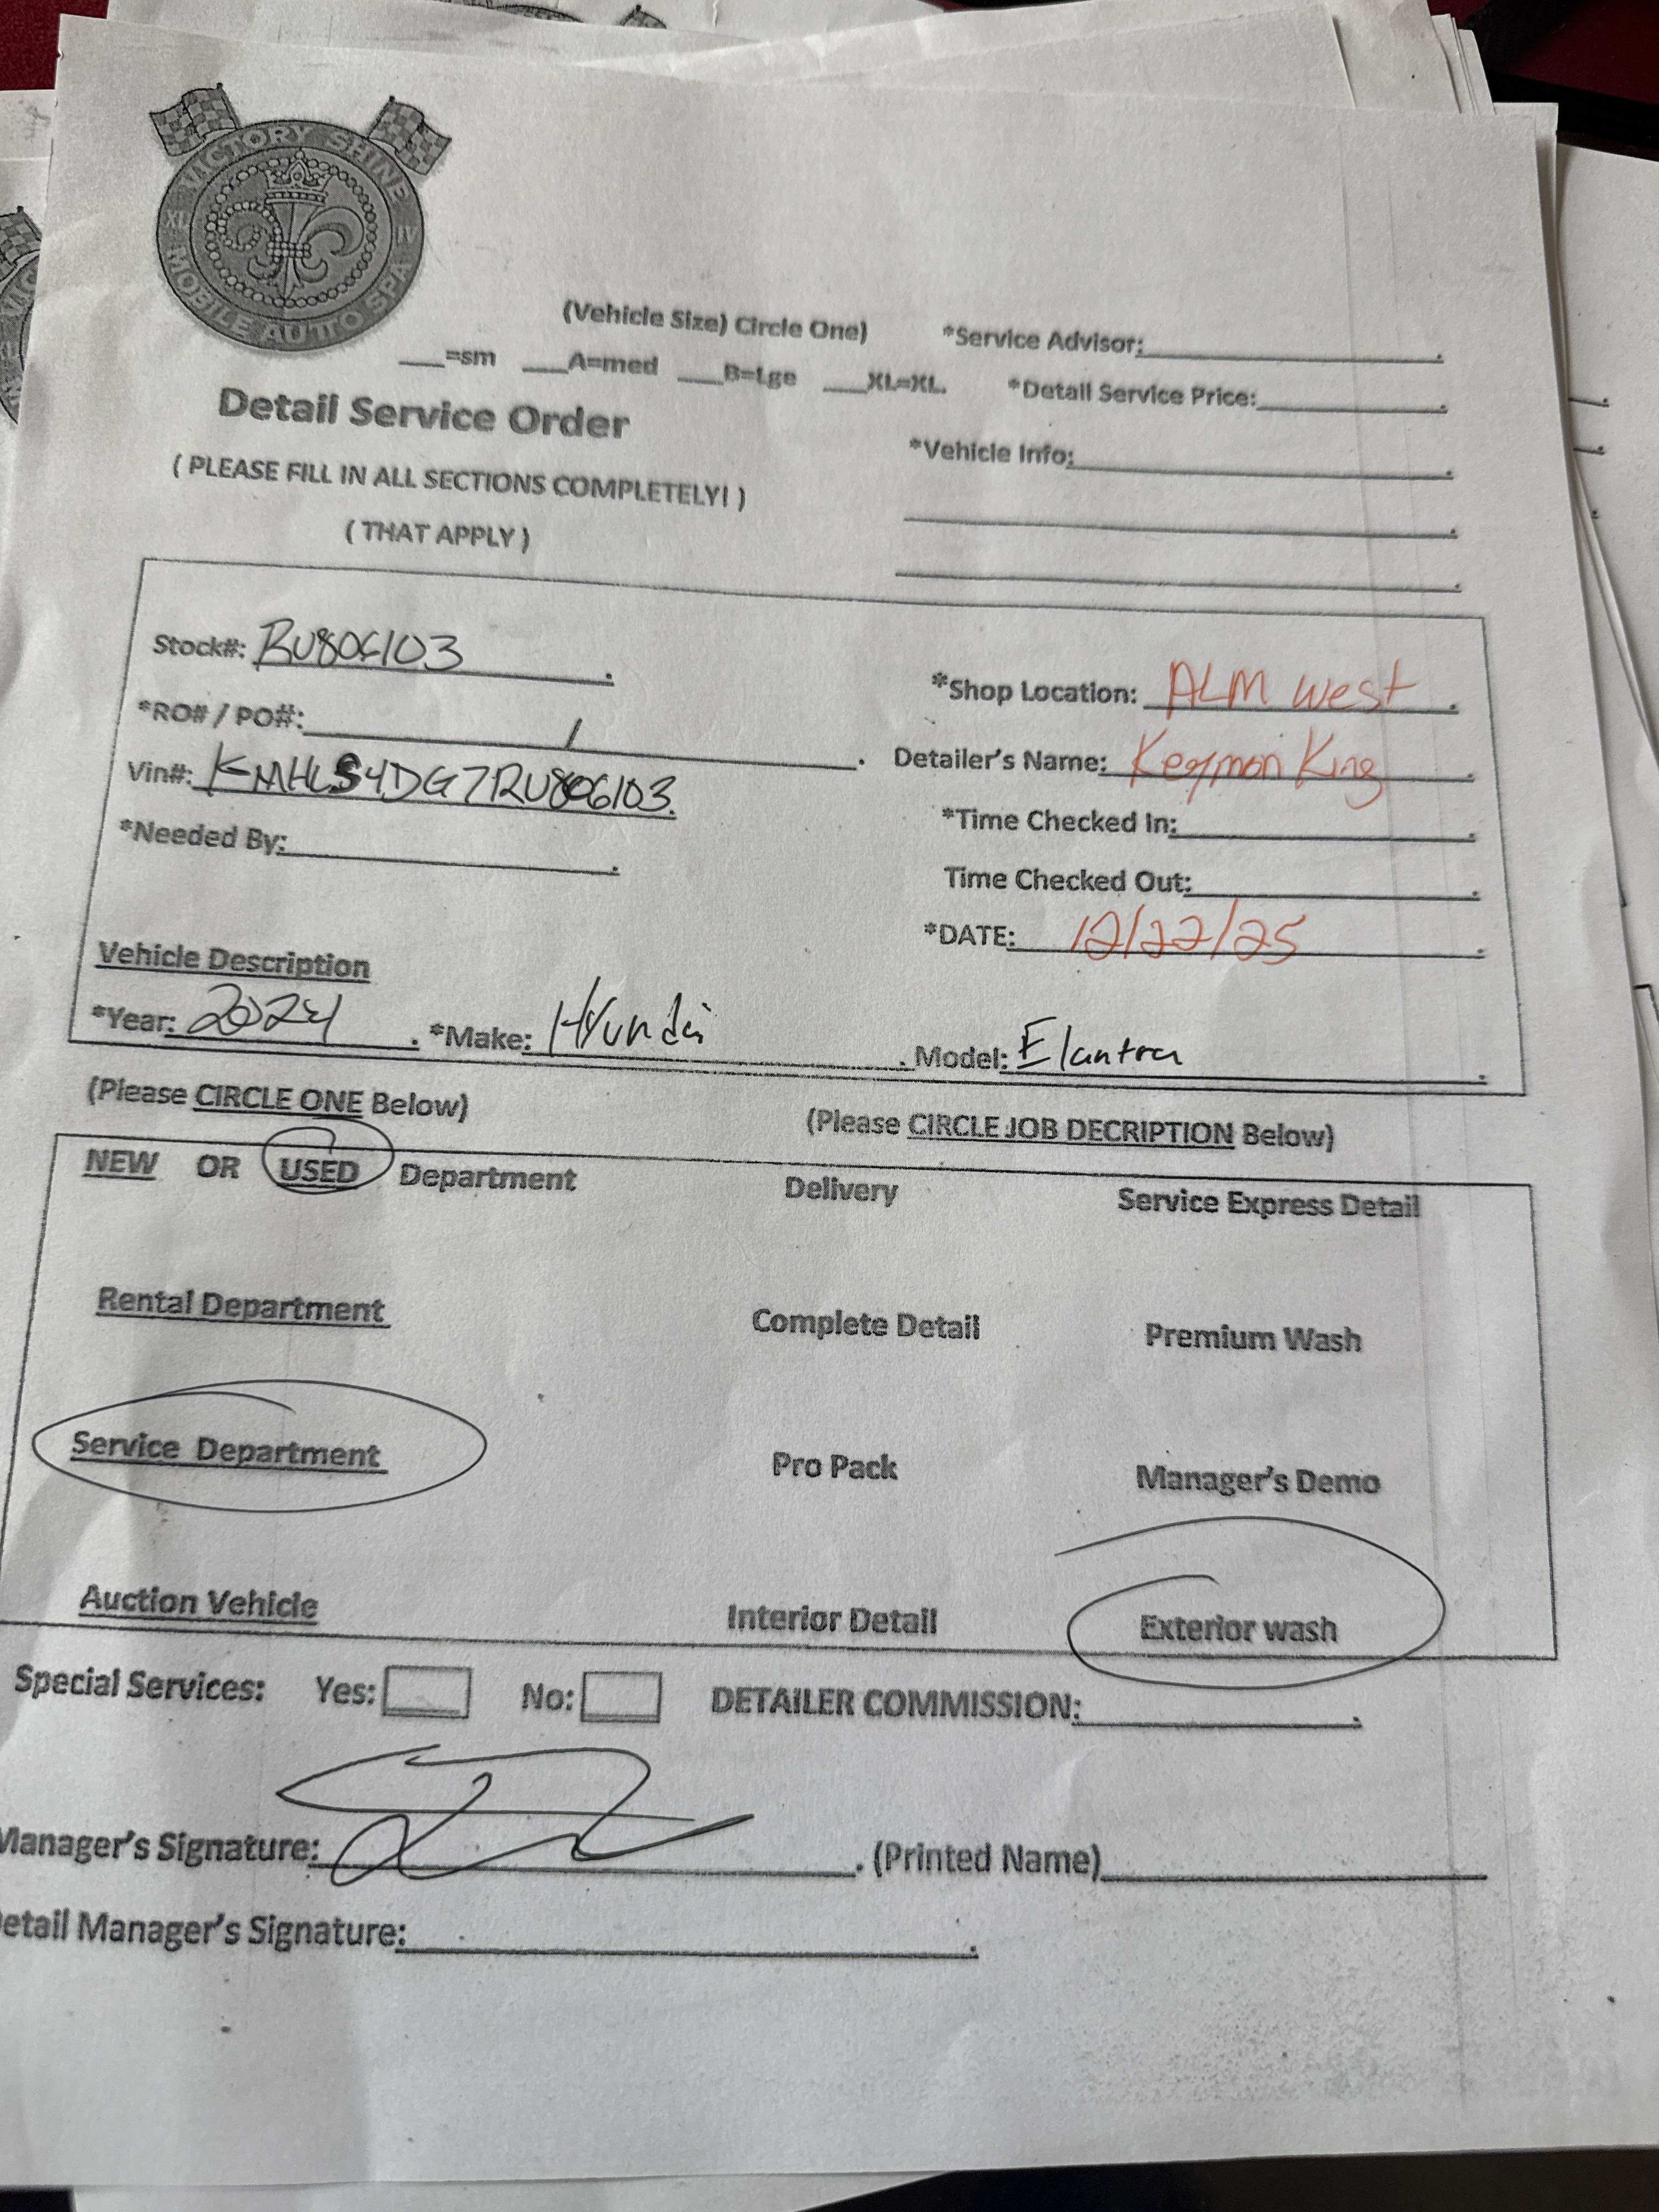 VICTORY SHINE
XL IV
MOBILE AUTO SPA
(Vehicle Size) Circle One)
___=sm ___A=med ___B=Lge ___XL=XL.
*Service Advisor:
*Detail Service Price:
Detail Service Order
*Vehicle Info:
( PLEASE FILL IN ALL SECTIONS COMPLETELY! )
( THAT APPLY )
Stock#: RU806103
*Shop Location: ALM West
*RO# / PO#: /
Detailer's Name: Keymon King
Vin#: KMHLS4DG7RU806103
*Time Checked In:
*Needed By:
Time Checked Out:
*DATE: 12/22/25
Vehicle Description
*Year: 2024 . *Make: Hyundai . Model: Elantra
(Please CIRCLE ONE Below)
(Please CIRCLE JOB DECRIPTION Below)
NEW OR USED Department
Delivery
Service Express Detail
Rental Department
Complete Detail
Premium Wash
Service Department
Pro Pack
Manager's Demo
Auction Vehicle
Interior Detail
Exterior wash
Special Services: Yes: No: DETAILER COMMISSION:
Manager's Signature: . (Printed Name)
etail Manager's Signature: